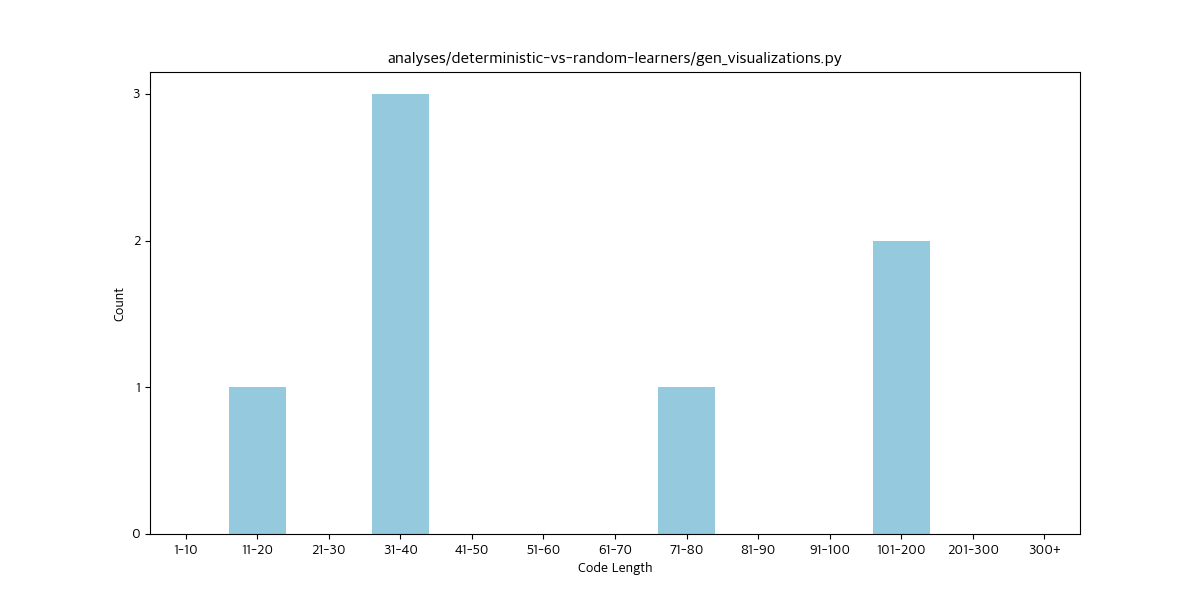 analyses/deterministic-vs-random-learners/gen_visualizations.py
3
2
1
0
Count
1-10 11-20 21-30 31-40 41-50 51-60 61-70 71-80 81-90 91-100 101-200 201-300 300+
Code Length